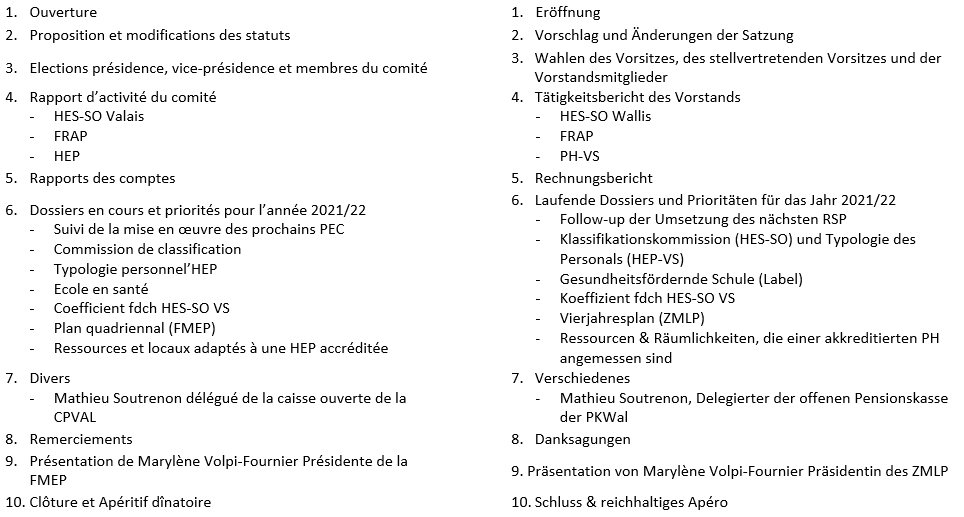 1. Ouverture
2. Proposition et modifications des statuts
3. Elections présidence, vice-présidence et membres du comité
4. Rapport d’activité du comité
- HES-SO Valais
- FRAP
- HEP
5. Rapports des comptes
6. Dossiers en cours et priorités pour l’année 2021/22
- Suivi de la mise en œuvre des prochains PEC
- Commission de classification
- Typologie personnel’HEP
- Ecole en santé
- Coefficient fdch HES-SO VS
- Plan quadriennal (FMEP)
- Ressources et locaux adaptés à une HEP accréditée
7. Divers
- Mathieu Soutrenon délégué de la caisse ouverte de la
CPVAL
8. Remerciements
9. Présentation de Marylène Volpi-Fournier Présidente de la
FMEP
10. Clôture et Apéritif dînatoire
1. Eröffnung
2. Vorschlag und Änderungen der Satzung
3. Wahlen des Vorsitzes, des stellvertretenden Vorsitzes und der
Vorstandsmitglieder
4. Tätigkeitsbericht des Vorstands
- HES-SO Wallis
- FRAP
- PH-VS
5. Rechnungsbericht
6. Laufende Dossiers und Prioritäten für das Jahr 2021/22
- Follow-up der Umsetzung des nächsten RSP
- Klassifikationskommission (HES-SO) und Typologie des
Personals (HEP-VS)
- Gesundheitsfördernde Schule (Label)
- Koeffizient fdch HES-SO VS
- Vierjahresplan (ZMLP)
- Ressourcen & Räumlichkeiten, die einer akkreditierten PH
angemessen sind
7. Verschiedenes
- Mathieu Soutrenon, Delegierter der offenen Pensionskasse
der PKWal
8. Danksagungen
9. Präsentation von Marylène Volpi-Fournier Präsidentin des ZMLP
10. Schluss & reichhaltiges Apéro